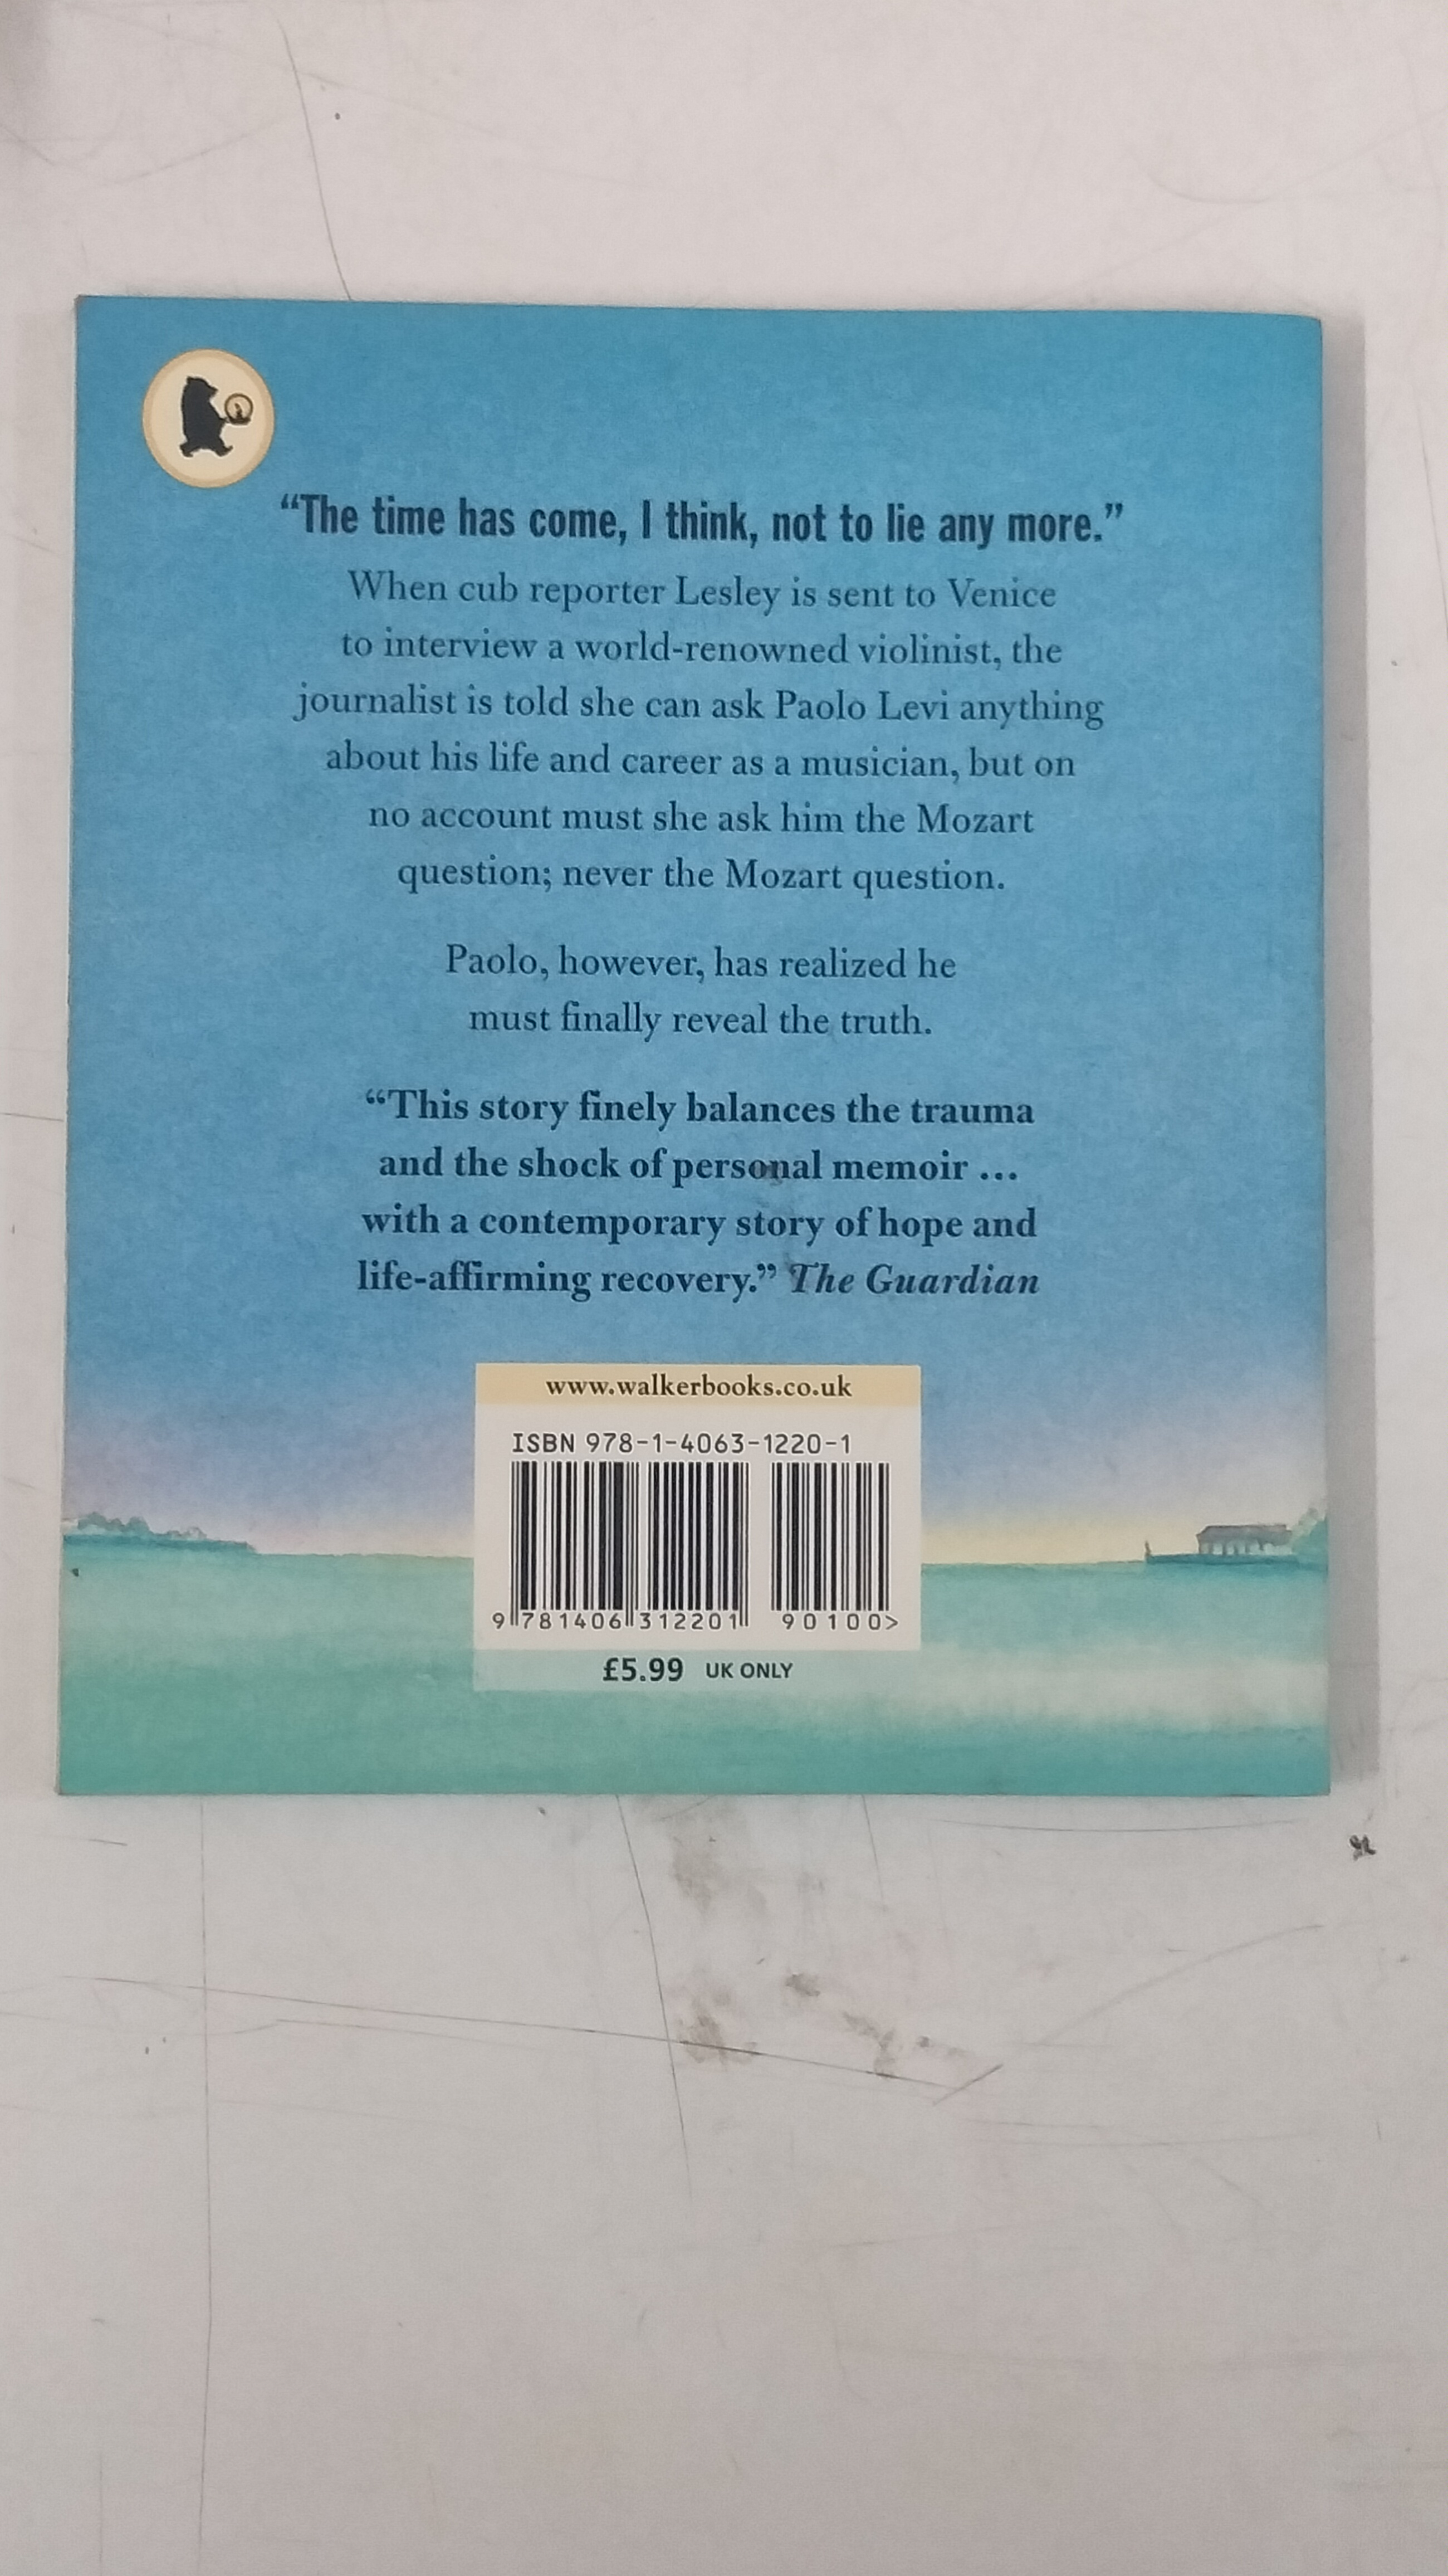 “The time has come, I think, not to lie any more.”
When cub reporter Lesley is sent to Venice
to interview a world-renowned violinist, the
journalist is told she can ask Paolo Levi anything
about his life and career as a musician, but on
no account must she ask him the Mozart
question; never the Mozart question.
Paolo, however, has realized he
must finally reveal the truth.
“This story finely balances the trauma
and the shock of personal memoir ...
with a contemporary story of hope and
life-affirming recovery.” The Guardian
www.walkerbooks.co.uk
ISBN 978-1-4063-1220-1
9 781406 312201 90100>
£5.99 UK ONLY